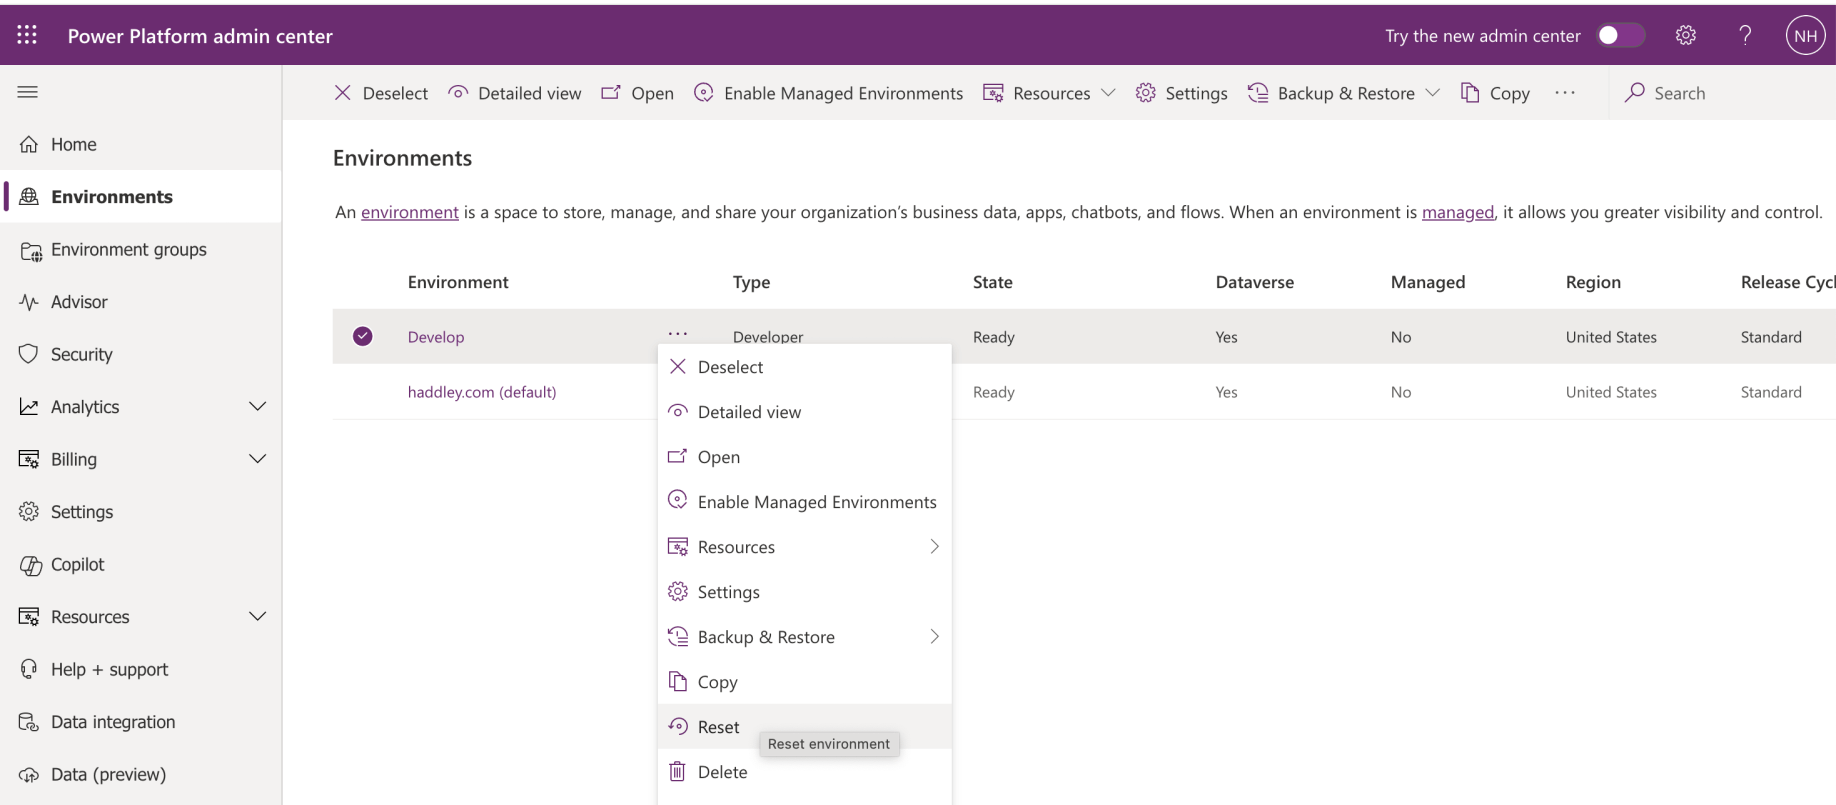 Power Platform admin center
Try the new admin center
NH
Deselect
Detailed view
Open
Enable Managed Environments
Resources
Settings
Backup & Restore
Copy
Search
Home
Environments
Environment groups
Advisor
Security
Analytics
Billing
Settings
Copilot
Resources
Help + support
Data integration
Data (preview)
Environments
An environment is a space to store, manage, and share your organization's business data, apps, chatbots, and flows. When an environment is managed, it allows you greater visibility and control.
Environment Type State Dataverse Managed Region Release Cycl
Develop ... Developer Ready Yes No United States Standard
haddley.com (default) Ready Yes No United States Standard
Deselect
Detailed view
Open
Enable Managed Environments
Resources
Settings
Backup & Restore
Copy
Reset
Reset environment
Delete